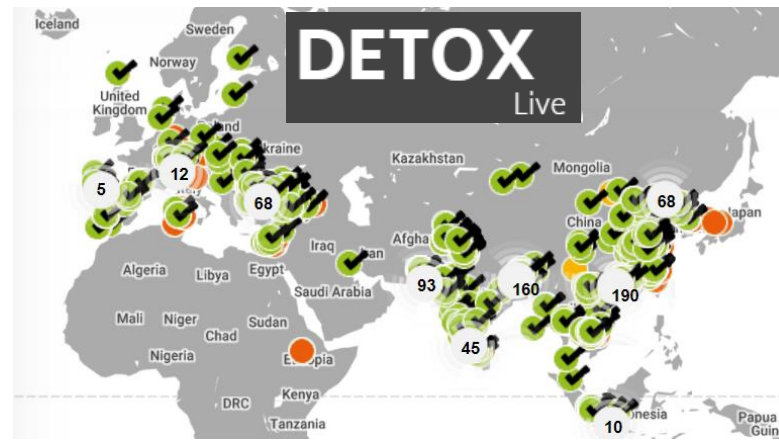 Iceland
Sweden
DETOX
Live
Norway
United
Kingdom
Kazakhstan
Mongolia
12
5
68
68
China
Iraq
Algeria
Libya
Egypt
Saudi Arabia
93
160
190
Mali
Niger
Sudan
Chad
Nigeria
45
Kenya
DRC
Tanzania
10
Papua